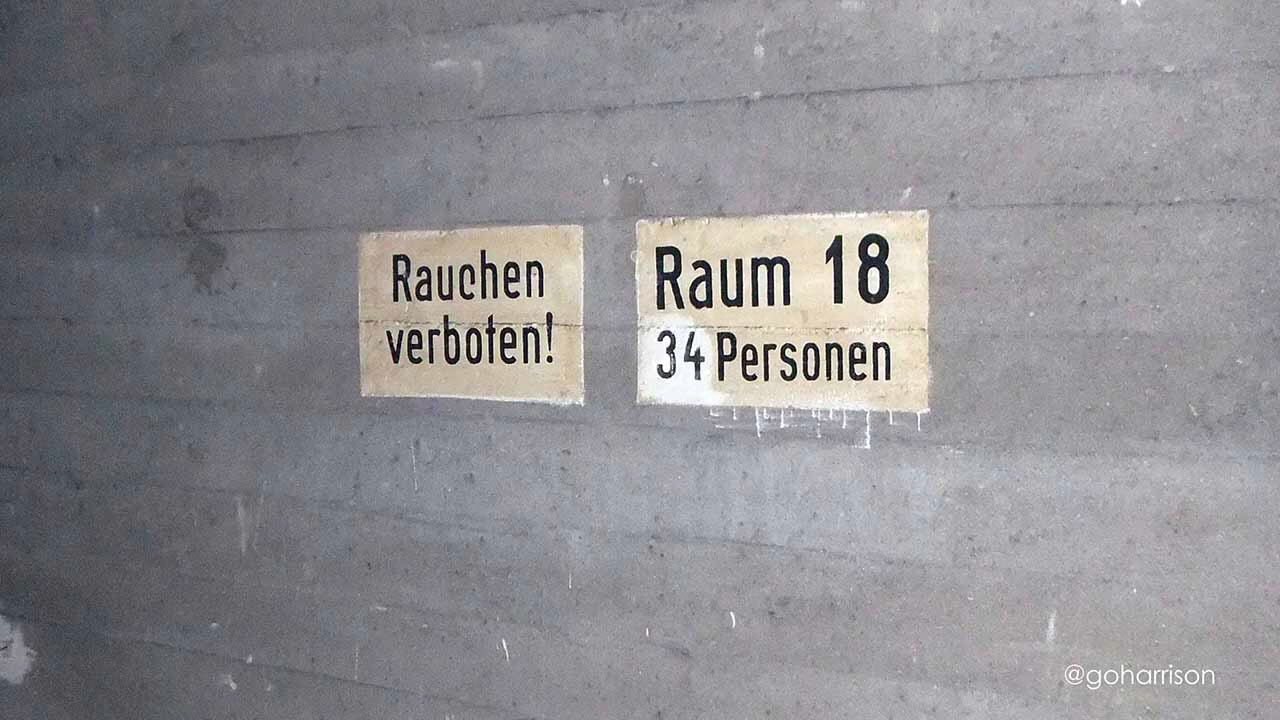 Rauchen
verboten!
Raum 18
34 Personen
@goharrison